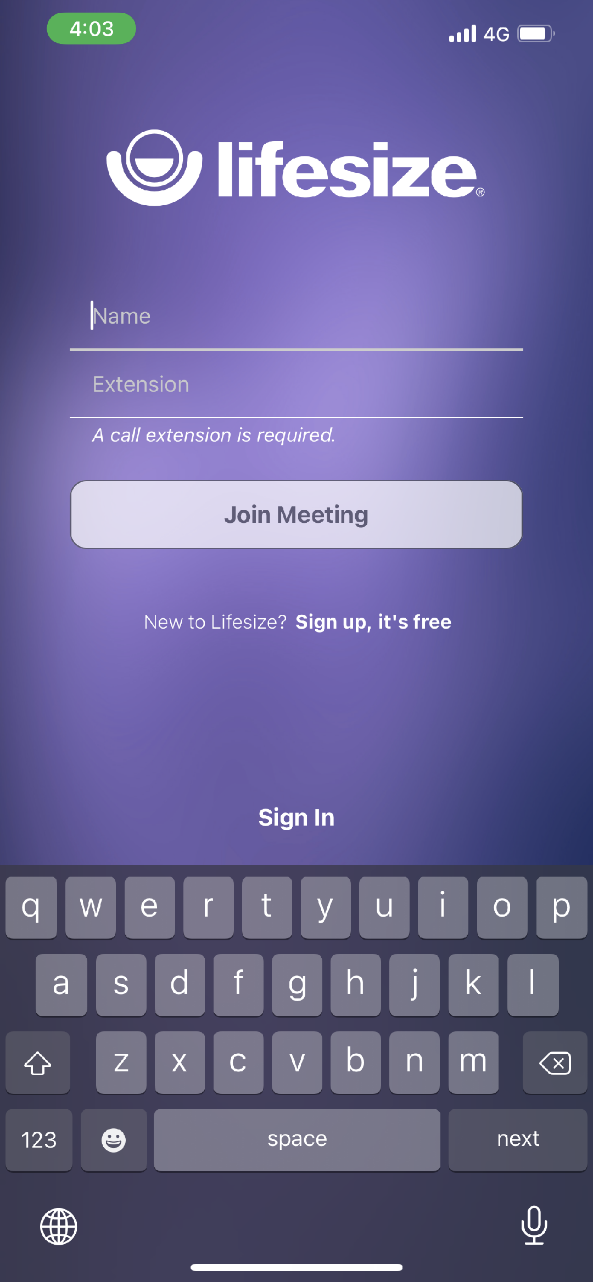 4:03 4G
lifesize®
Name
Extension
A call extension is required.
Join Meeting
New to Lifesize? Sign up, it's free
Sign In
q w e r t y u i o p
a s d f g h j k l
z x c v b n m
123 space next